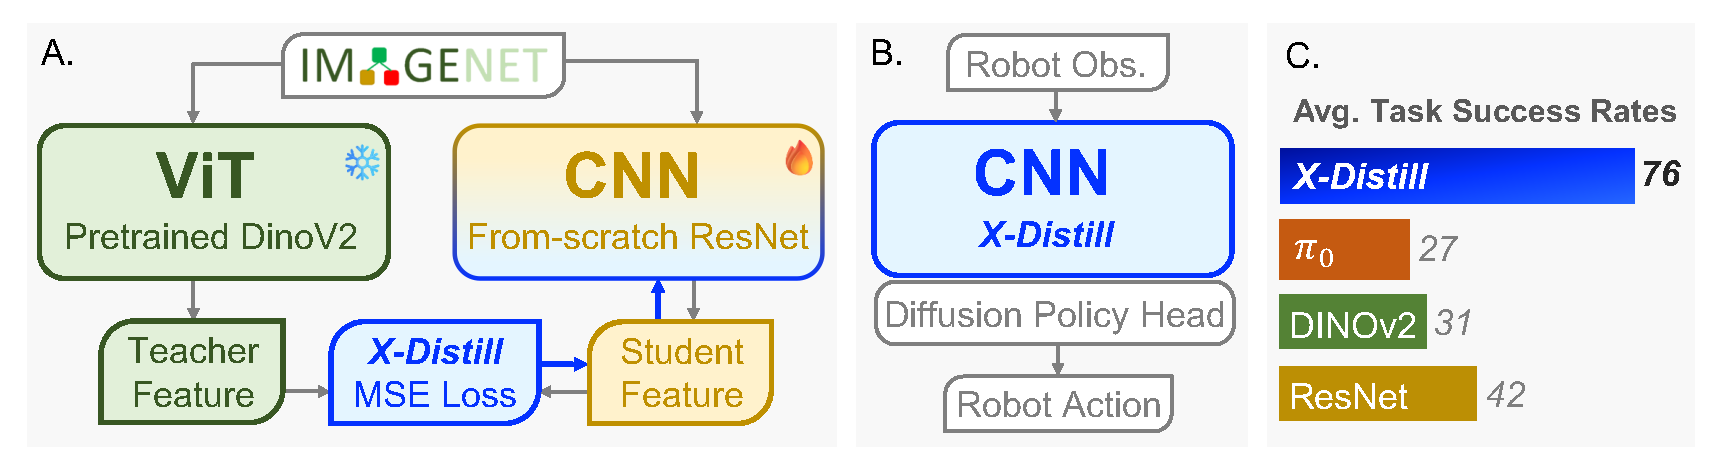 A.
IMAGENET
ViT
Pretrained DinoV2
CNN
From-scratch ResNet
Teacher
Feature
X-Distill
MSE Loss
Student
Feature
B.
Robot Obs.
CNN
X-Distill
Diffusion Policy Head
Robot Action
C.
Avg. Task Success Rates
X-Distill 76
π₀ 27
DINOv2 31
ResNet 42